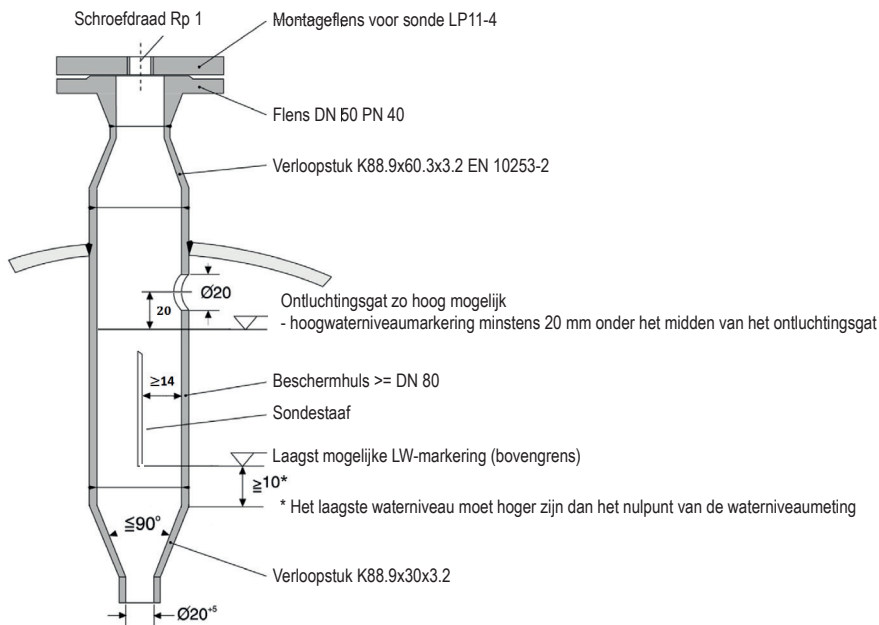 Schroefdraad Rp 1
Montageflens voor sonde LP11-4
Flens DN 50 PN 40
Verloopstuk K88.9x60.3x3.2 EN 10253-2
Ø20
20
Ontluchtingsgat zo hoog mogelijk
- hoogwaterniveaumarkering minstens 20 mm onder het midden van het ontluchtingsgat
≥14
Beschermhuls >= DN 80
Sondestaaf
Laagst mogelijke LW-markering (bovengrens)
≧10*
* Het laagste waterniveau moet hoger zijn dan het nulpunt van de waterniveaumeting
≦90°
Verloopstuk K88.9x30x3.2
Ø20⁺⁵